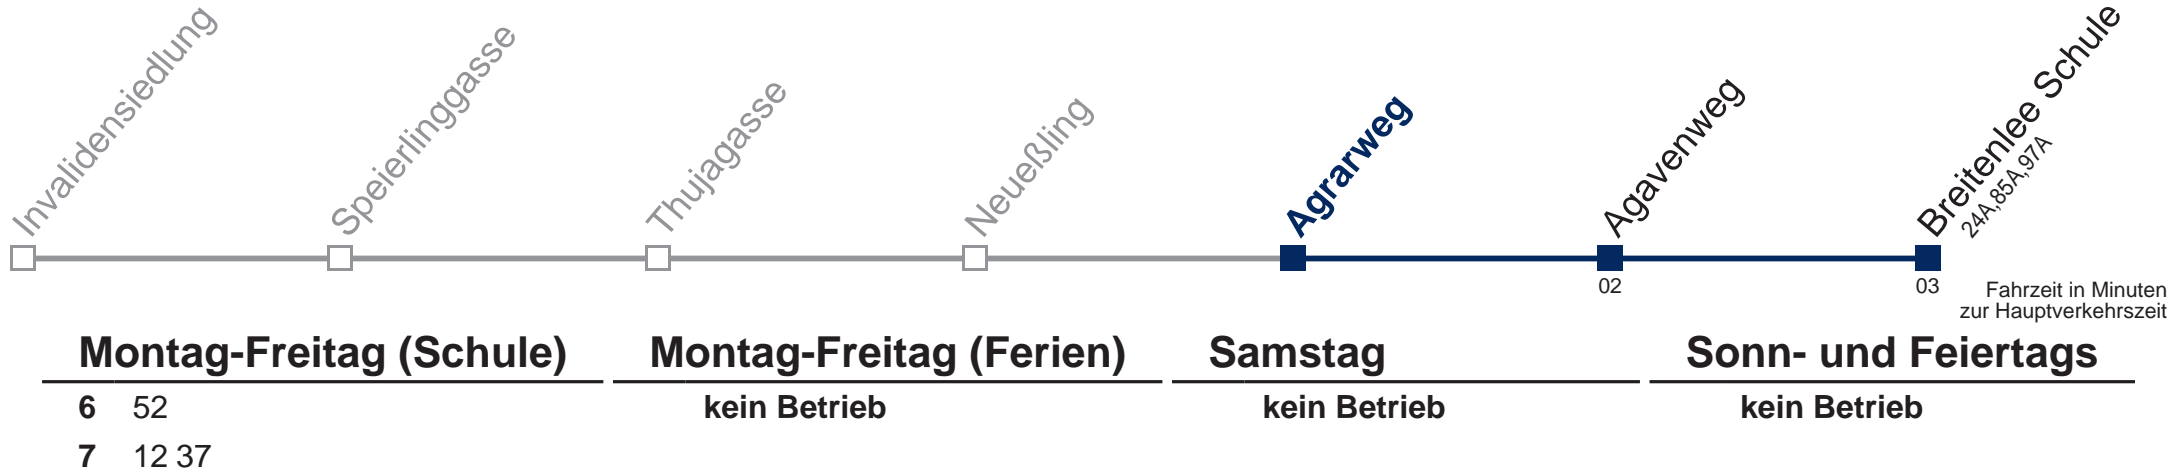 Invalidensiedlung
Speierlinggasse
Thujagasse
Neueßling
Agrarweg
Agavenweg
Breitenlee Schule
24A,85A,97A
02
03
Fahrzeit in Minuten
zur Hauptverkehrszeit
Montag-Freitag (Schule)
6 52
7 12 37
Montag-Freitag (Ferien)
kein Betrieb
Samstag
kein Betrieb
Sonn- und Feiertags
kein Betrieb